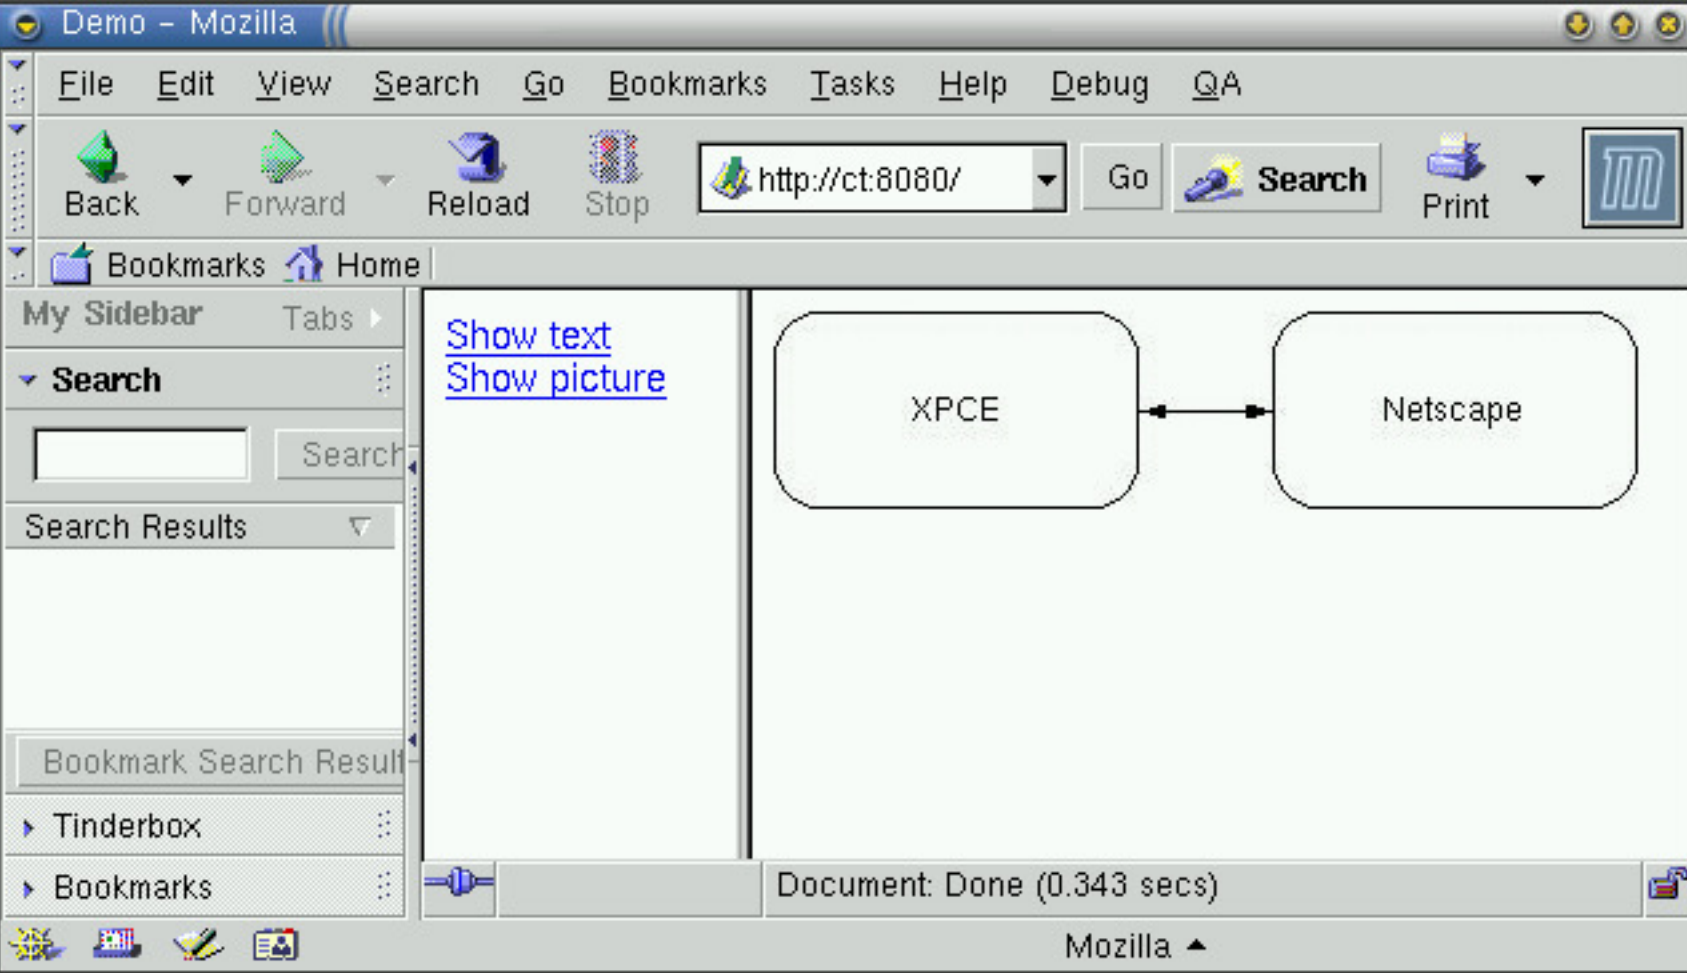 Demo – Mozilla
File Edit View Search Go Bookmarks Tasks Help Debug QA
Back Forward Reload Stop http://ct:8080/ Go Search Print
Bookmarks Home
My Sidebar Tabs
Search
Search
Search Results
Bookmark Search Result
Tinderbox
Bookmarks
Show text
Show picture
XPCE Netscape
Document: Done (0.343 secs)
Mozilla